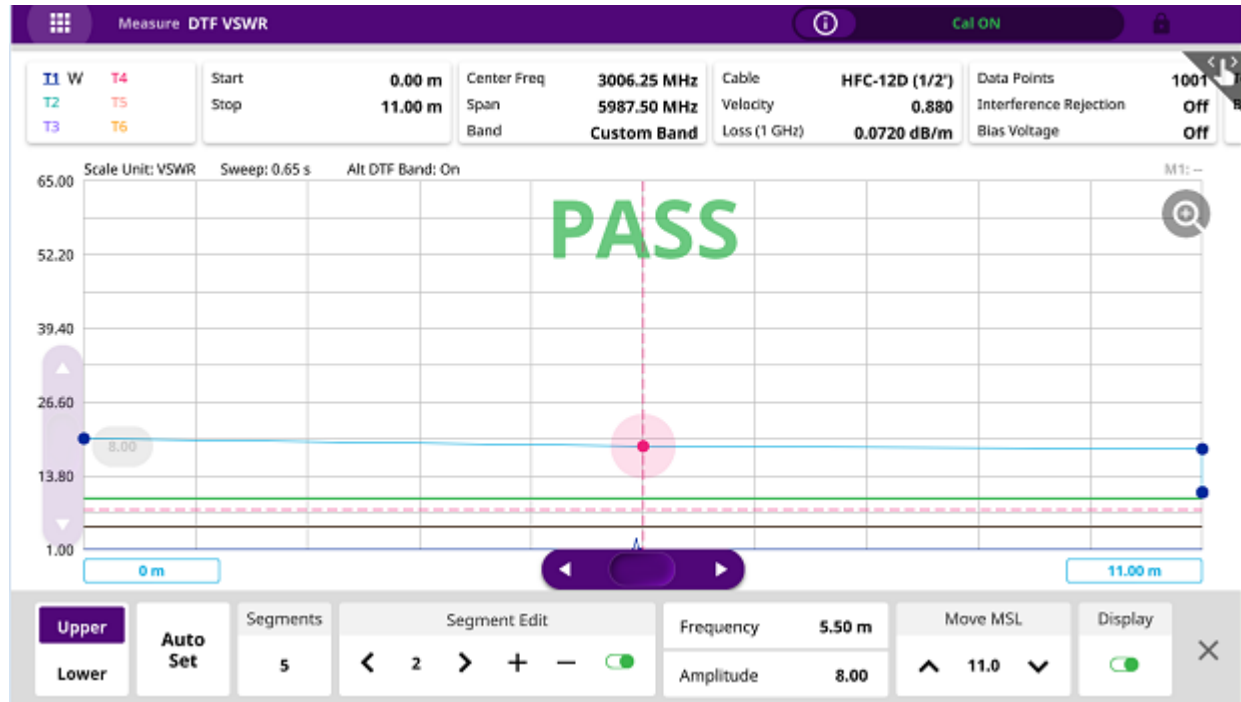 Measure DTF VSWR
Cal ON
T1 W T4
T2 T5
T3 T6
Start 0.00 m
Stop 11.00 m
Center Freq 3006.25 MHz
Span 5987.50 MHz
Band Custom Band
Cable HFC-12D (1/2')
Velocity 0.880
Loss (1 GHz) 0.0720 dB/m
Data Points 1001
Interference Rejection Off
Bias Voltage Off
Scale Unit: VSWR Sweep: 0.65 s Alt DTF Band: On M1: --
PASS
65.00
52.20
39.40
26.60
8.00
13.80
1.00
0 m
11.00 m
Upper
Lower
Auto
Set
Segments
5
Segment Edit
2
Frequency 5.50 m
Amplitude 8.00
Move MSL
11.0
Display